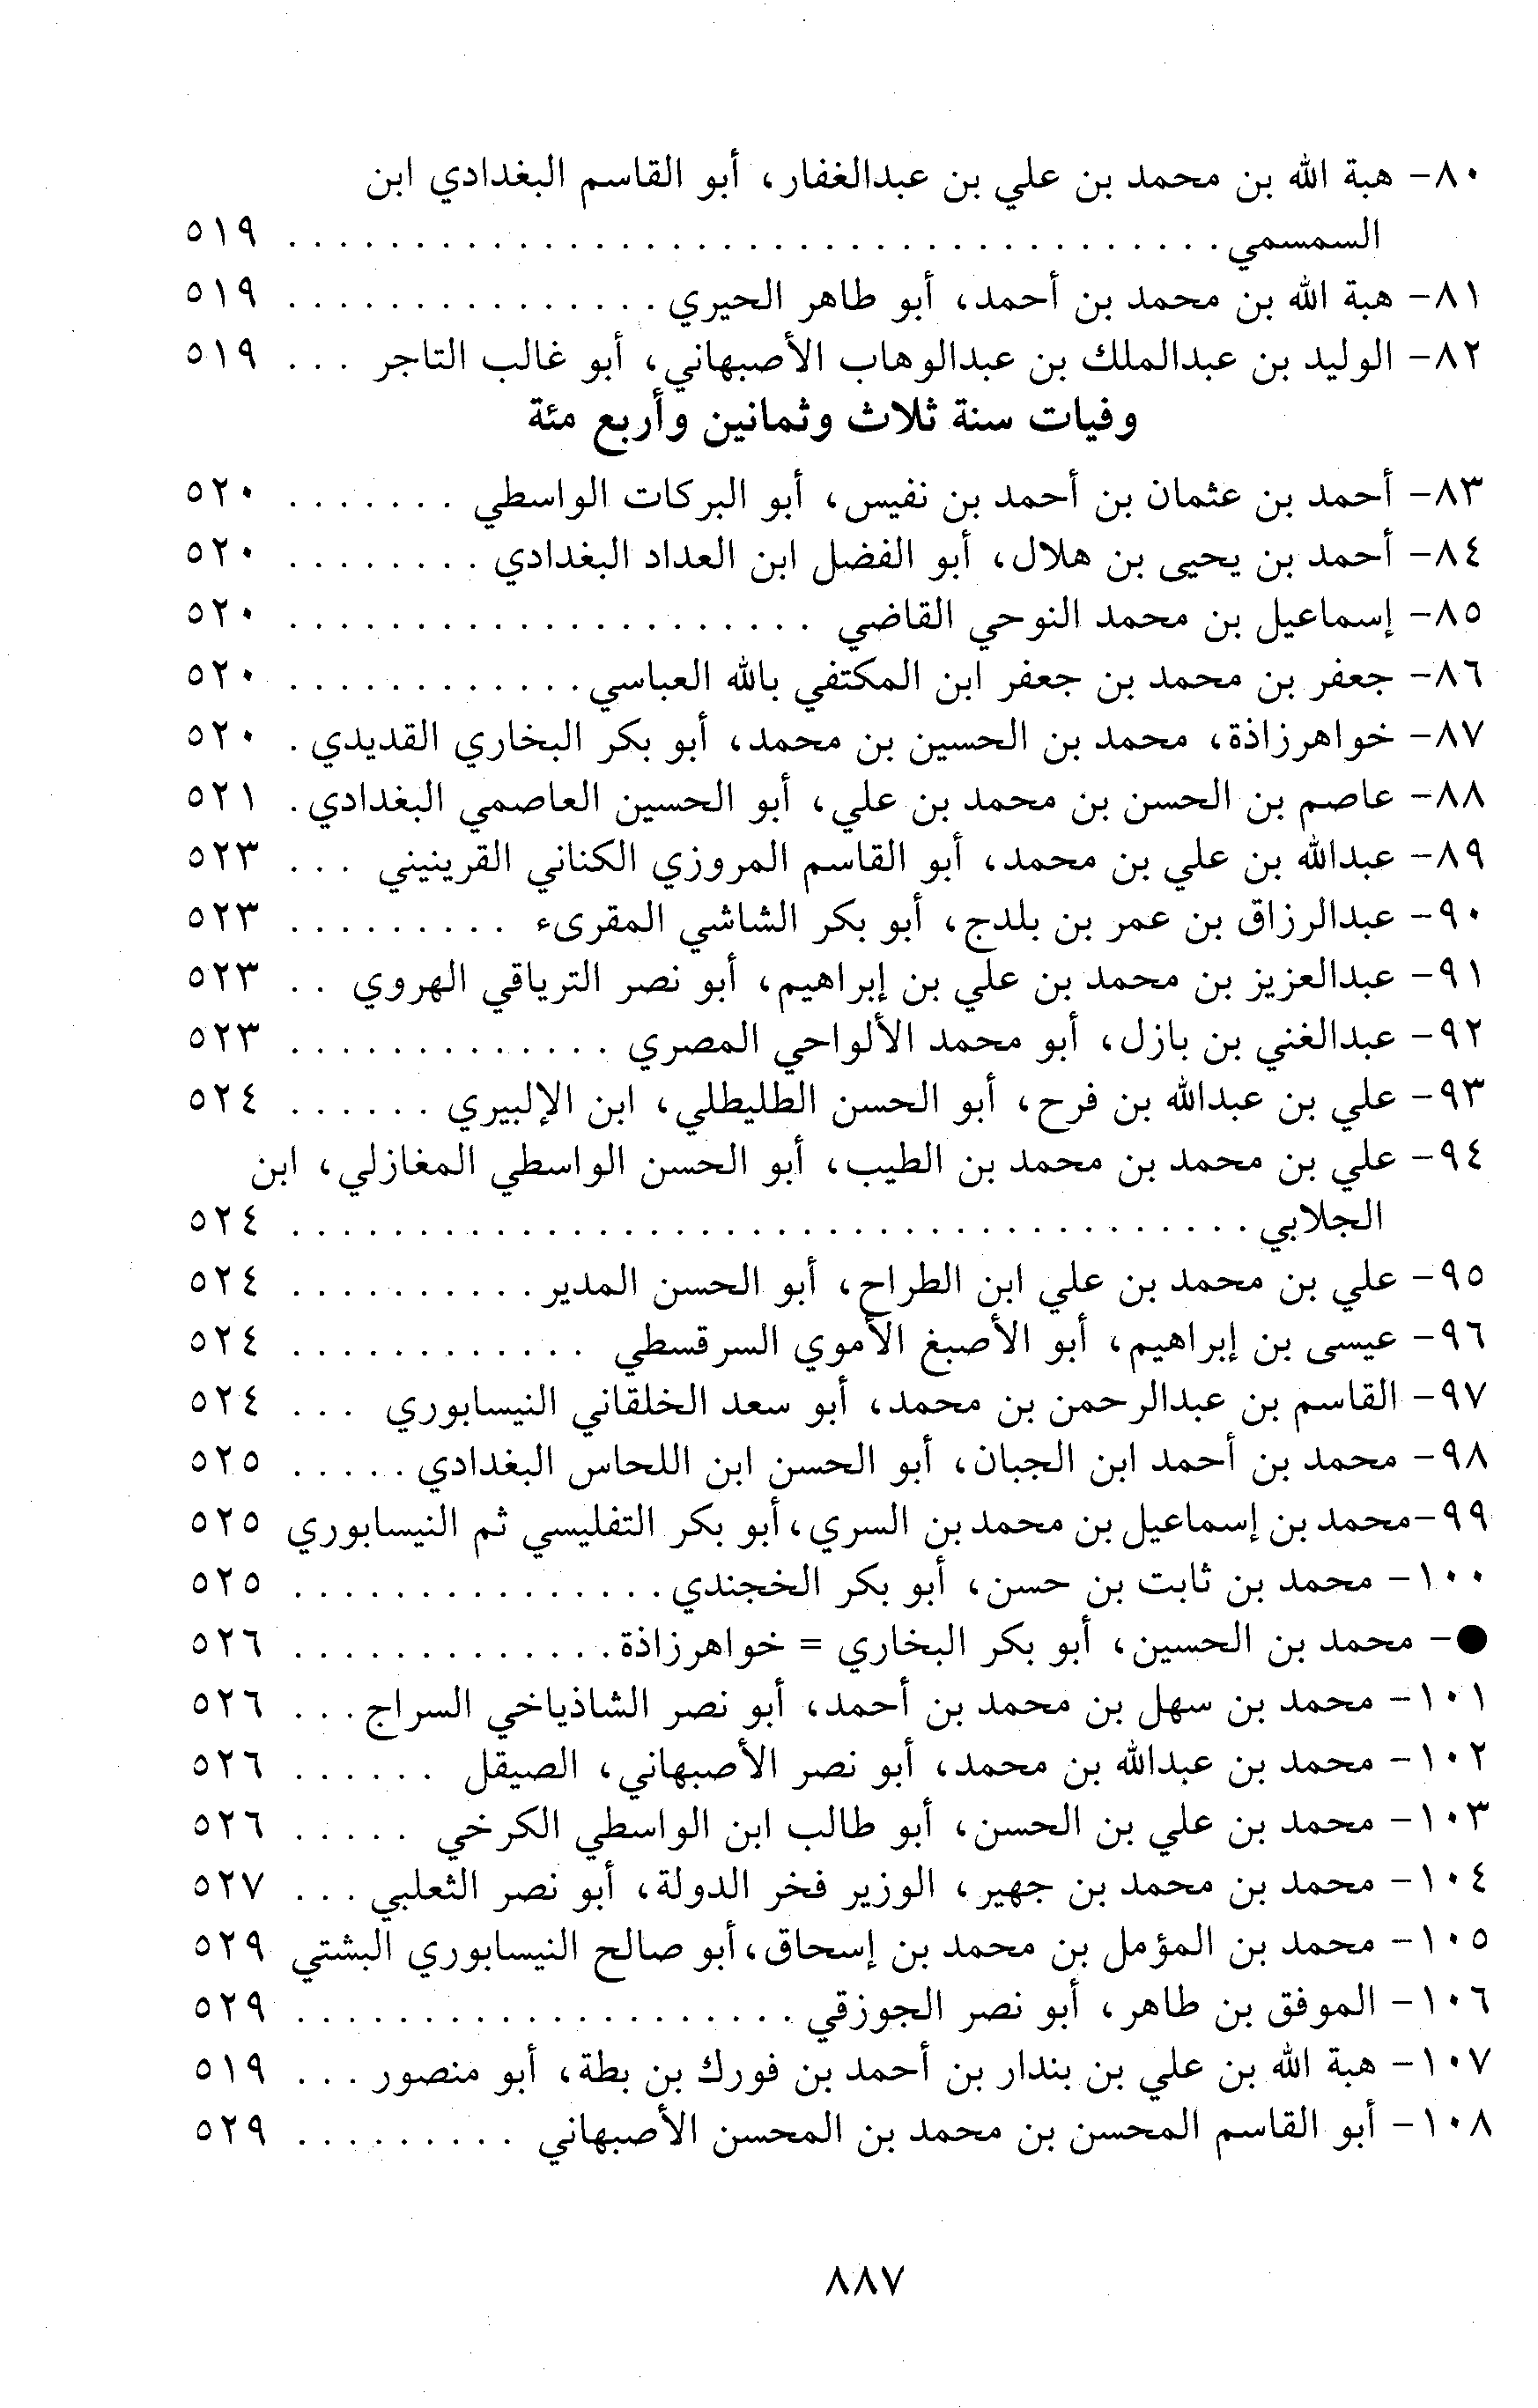 ٨٠- هبة الله بن محمد بن علي بن عبدالغفار، أبو القاسم البغدادي ابن
السمسمي . . . . . . . . . . . . . . . . . . . . . . . . . . . . . . . . . . . . . ٥١٩
٨١- هبة الله بن محمد بن أحمد، أبو طاهر الحيري . . . . . . . . . . . . . . . ٥١٩
٨٢- الوليد بن عبدالملك بن عبدالوهاب الأصبهاني، أبو غالب التاجر . . . ٥١٩
وفيات سنة ثلاث وثمانين وأربع مئة
٨٣- أحمد بن عثمان بن أحمد بن نفيس، أبو البركات الواسطي . . . . . . . ٥٢٠
٨٤- أحمد بن يحيى بن هلال، أبو الفضل ابن العداد البغدادي . . . . . . . . ٥٢٠
٨٥- إسماعيل بن محمد النوحي القاضي . . . . . . . . . . . . . . . . . . . . . ٥٢٠
٨٦- جعفر بن محمد بن جعفر ابن المكتفي بالله العباسي . . . . . . . . . . . . ٥٢٠
٨٧- خواهرزاذة، محمد بن الحسين بن محمد، أبو بكر البخاري القديدي . ٥٢٠
٨٨- عاصم بن الحسن بن محمد بن علي، أبو الحسين العاصمي البغدادي . ٥٢١
٨٩- عبدالله بن علي بن محمد، أبو القاسم المروزي الكناني القرينيني . . . ٥٢٣
٩٠- عبدالرزاق بن عمر بن بلدج، أبو بكر الشاشي المقرىء . . . . . . . . . ٥٢٣
٩١- عبدالعزيز بن محمد بن علي بن إبراهيم، أبو نصر الترياقي الهروي . . ٥٢٣
٩٢- عبدالغني بن بازل، أبو محمد الألواحي المصري . . . . . . . . . . . . . ٥٢٣
٩٣- علي بن عبدالله بن فرح، أبو الحسن الطليطلي، ابن الإلبيري . . . . . . ٥٢٤
٩٤- علي بن محمد بن محمد بن الطيب، أبو الحسن الواسطي المغازلي، ابن
الجلابي . . . . . . . . . . . . . . . . . . . . . . . . . . . . . . . . . . . . . . ٥٢٤
٩٥- علي بن محمد بن علي ابن الطراح، أبو الحسن المدير . . . . . . . . . . ٥٢٤
٩٦- عيسى بن إبراهيم، أبو الأصبغ الأموي السرقسطي . . . . . . . . . . . . ٥٢٤
٩٧- القاسم بن عبدالرحمن بن محمد، أبو سعد الخلقاني النيسابوري . . . ٥٢٤
٩٨- محمد بن أحمد ابن الجبان، أبو الحسن ابن اللحاس البغدادي . . . . . ٥٢٥
٩٩-محمد بن إسماعيل بن محمد بن السري، أبو بكر التفليسي ثم النيسابوري ٥٢٥
١٠٠- محمد بن ثابت بن حسن، أبو بكر الخجندي . . . . . . . . . . . . . . . ٥٢٥
●- محمد بن الحسين، أبو بكر البخاري = خواهرزاذة . . . . . . . . . . . . . ٥٢٦
١٠١- محمد بن سهل بن محمد بن أحمد، أبو نصر الشاذياخي السراج . . . ٥٢٦
١٠٢- محمد بن عبدالله بن محمد، أبو نصر الأصبهاني، الصيقل . . . . . . ٥٢٦
١٠٣- محمد بن علي بن الحسن، أبو طالب ابن الواسطي الكرخي . . . . . ٥٢٦
١٠٤- محمد بن محمد بن جهير، الوزير فخر الدولة، أبو نصر الثعلبي . . . ٥٢٧
١٠٥- محمد بن المؤمل بن محمد بن إسحاق، أبو صالح النيسابوري البشتي ٥٢٩
١٠٦- الموفق بن طاهر، أبو نصر الجوزقي . . . . . . . . . . . . . . . . . . . . ٥٢٩
١٠٧- هبة الله بن علي بن بندار بن أحمد بن فورك بن بطة، أبو منصور . . . ٥١٩
١٠٨- أبو القاسم المحسن بن محمد بن المحسن الأصبهاني . . . . . . . . . ٥٢٩
٨٨٧